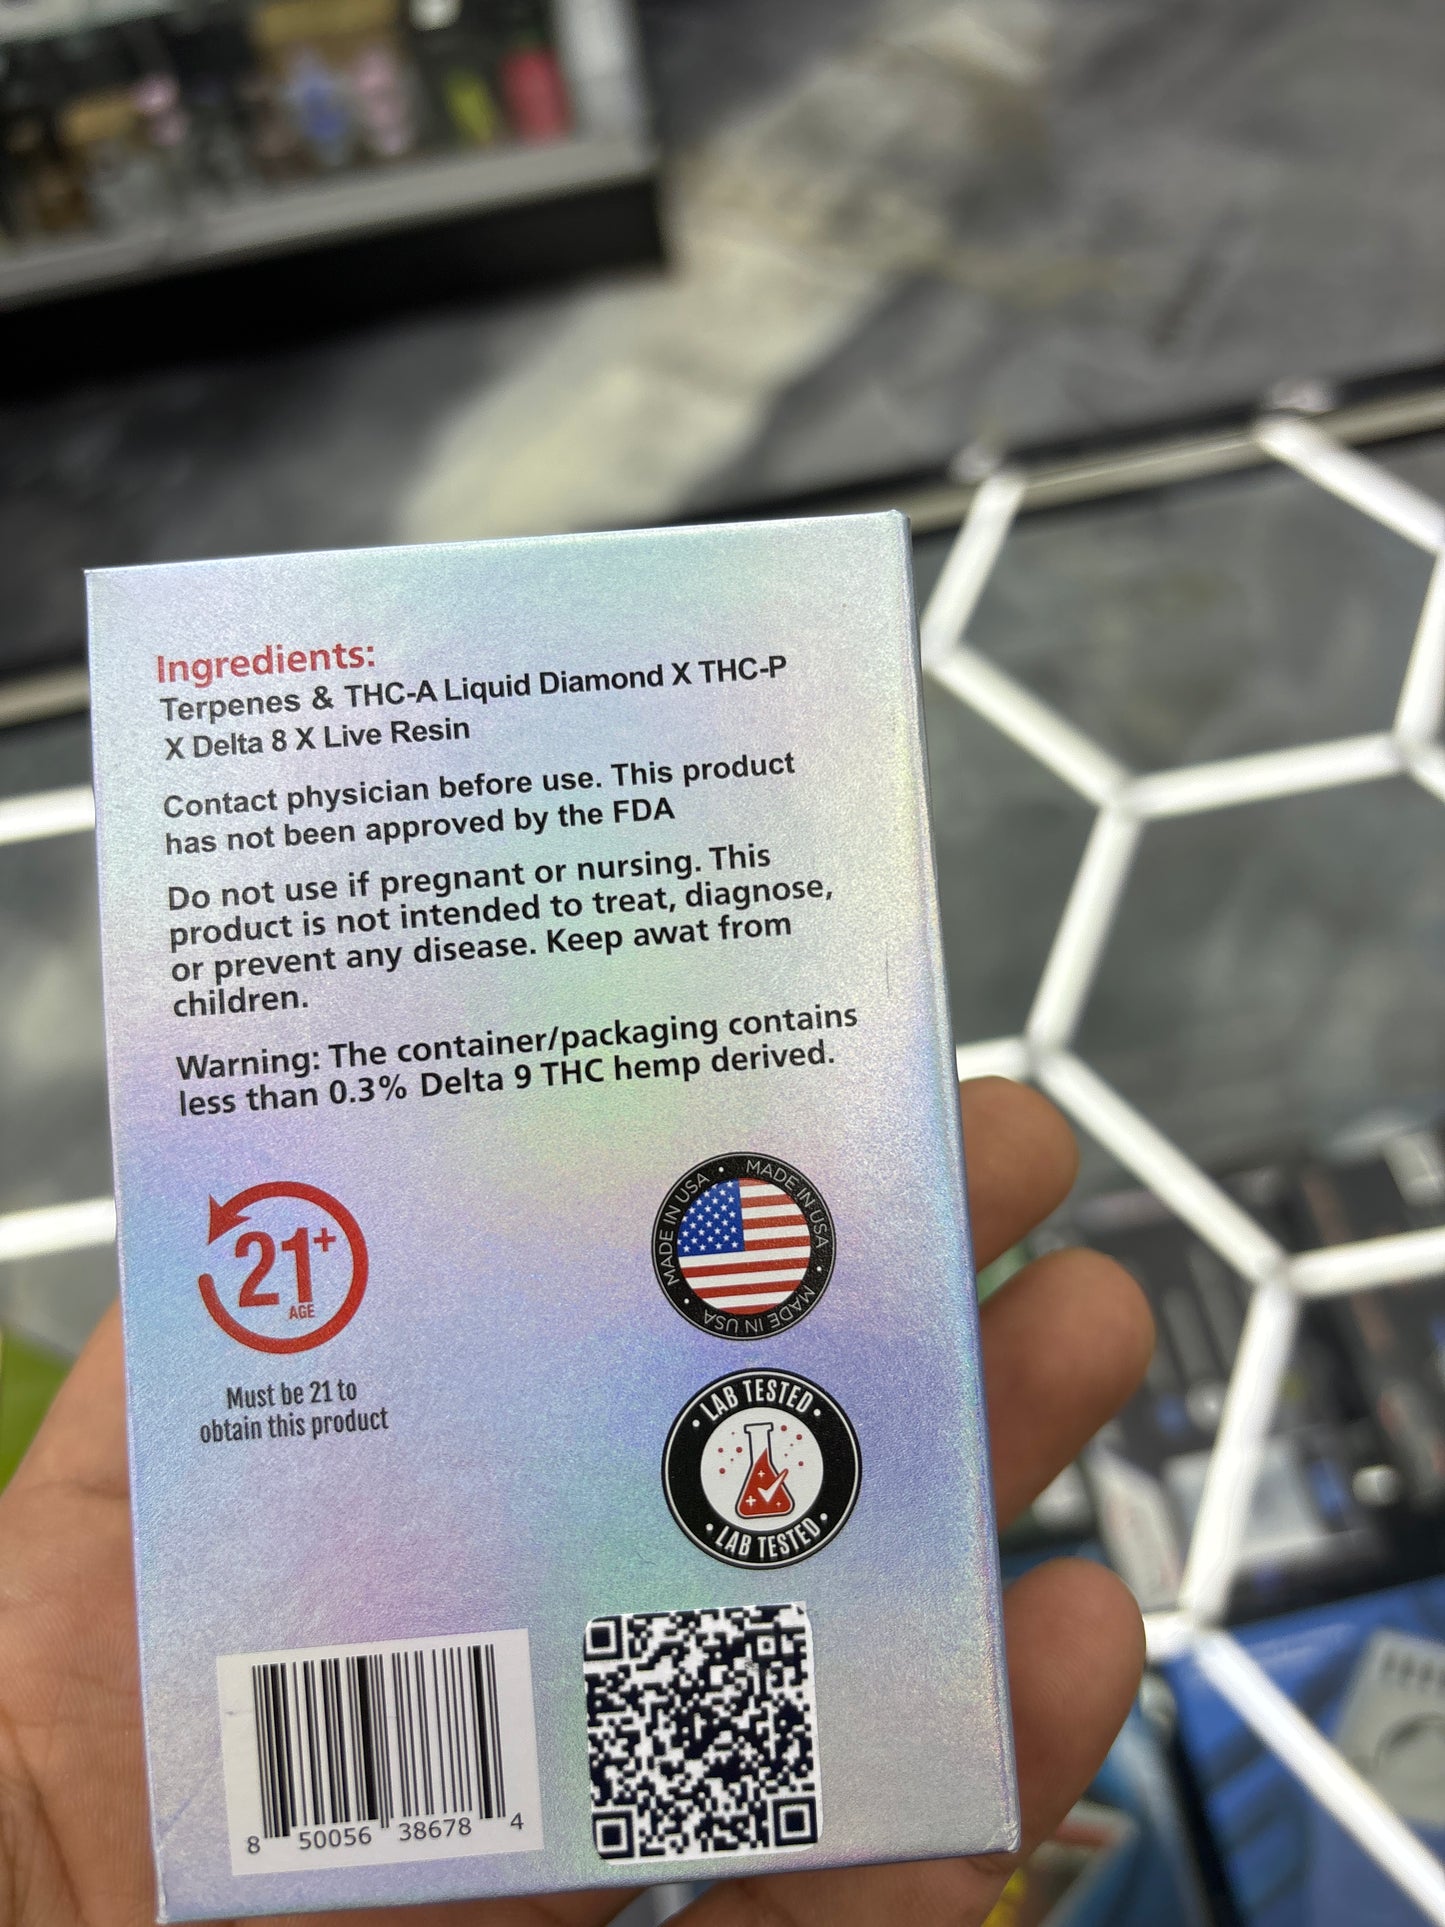 Ingredients:
Terpenes & THC-A Liquid Diamond X THC-P
X Delta 8 X Live Resin
Contact physician before use. This product
has not been approved by the FDA
Do not use if pregnant or nursing. This
product is not intended to treat, diagnose,
or prevent any disease. Keep awat from
children.
Warning: The container/packaging contains
less than 0.3% Delta 9 THC hemp derived.
21+
AGE
Must be 21 to
obtain this product
MADE IN USA • MADE IN USA • MADE IN USA •
• LAB TESTED •
• LAB TESTED •
8 50056 38678 4